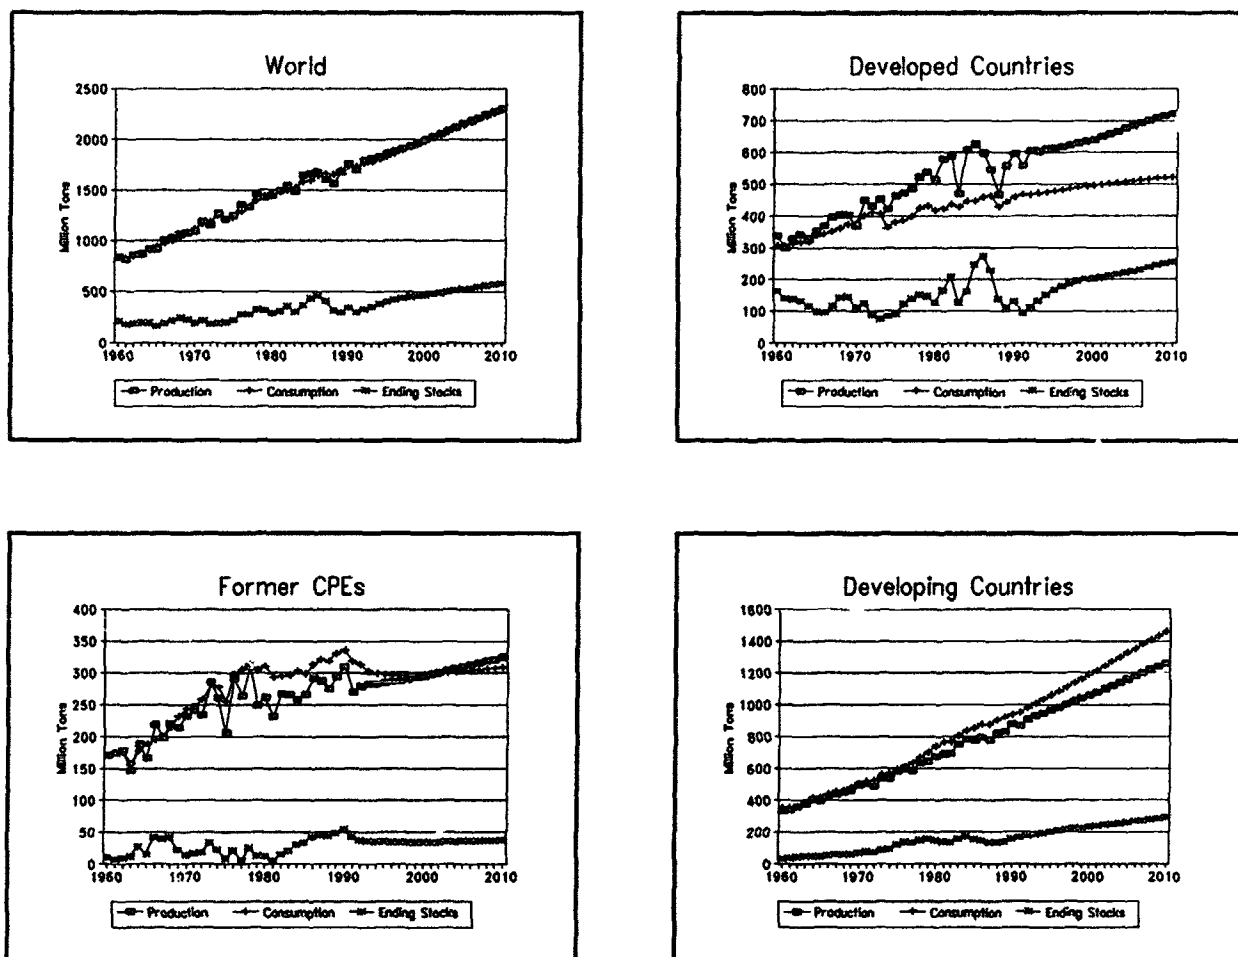 World
2500
2000
1500
1000
500
0
Million Tons
1960 1970 1980 1990 2000 2010
Production Consumption Ending Stocks
Developed Countries
800
700
600
500
400
300
200
100
0
Million Tons
1960 1970 1980 1990 2000 2010
Production Consumption Ending Stocks
Former CPEs
400
350
300
250
200
150
100
50
0
Million Tons
1960 1970 1980 1990 2000 2010
Production Consumption Ending Stocks
Developing Countries
1600
1400
1200
1000
800
600
400
200
0
Million Tons
1960 1970 1980 1990 2000 2010
Production Consumption Ending Stocks